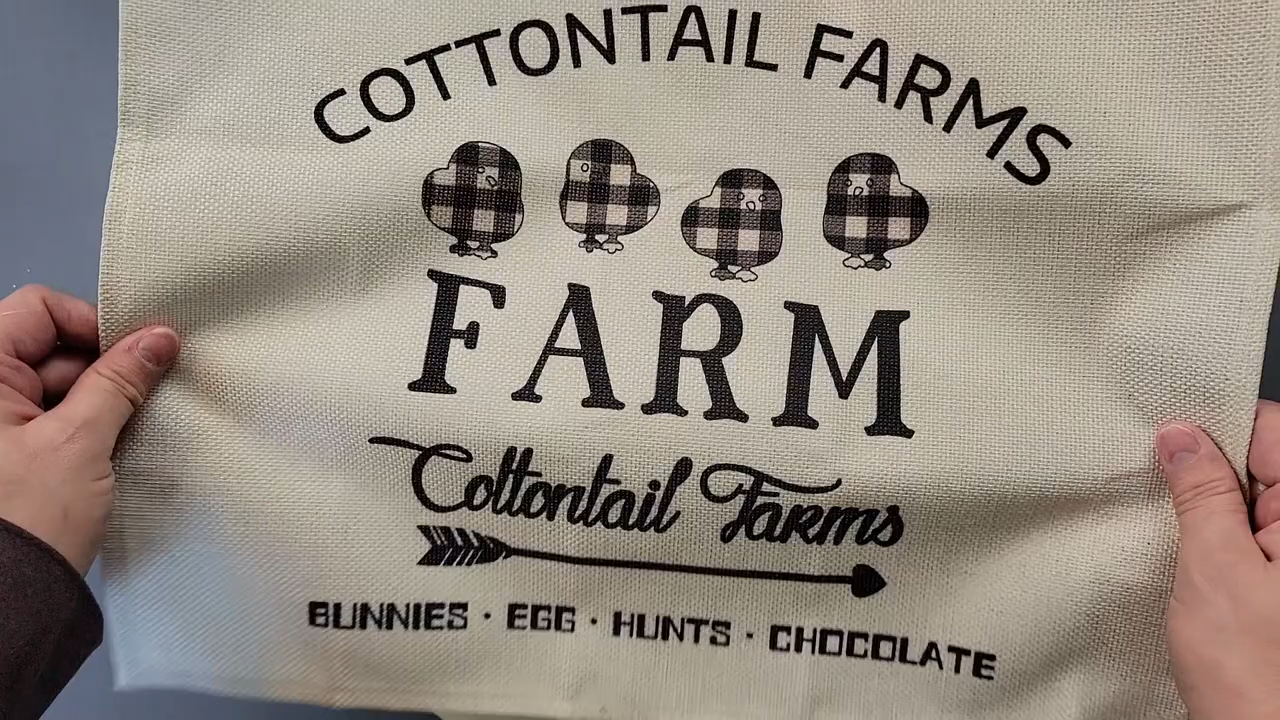 COTTONTAIL FARMS
FARM
Cottontail Farms
BUNNIES · EGG · HUNTS · CHOCOLATE